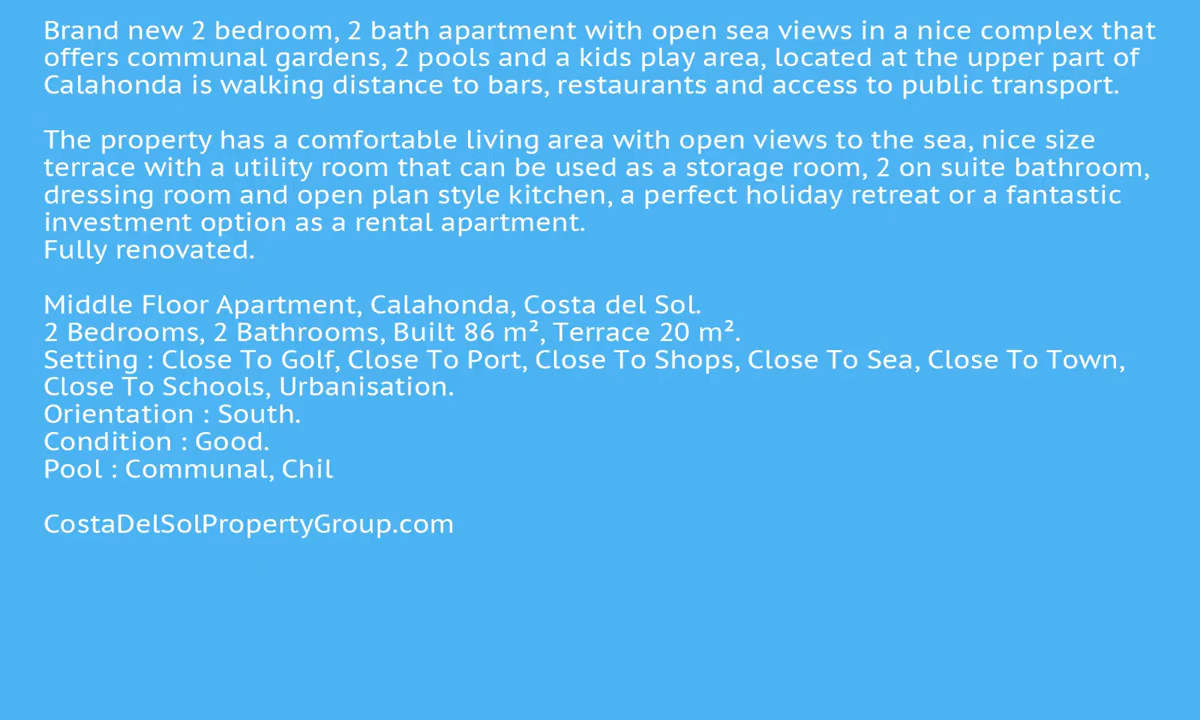 Brand new 2 bedroom, 2 bath apartment with open sea views in a nice complex that
offers communal gardens, 2 pools and a kids play area, located at the upper part of
Calahonda is walking distance to bars, restaurants and access to public transport.
The property has a comfortable living area with open views to the sea, nice size
terrace with a utility room that can be used as a storage room, 2 on suite bathroom,
dressing room and open plan style kitchen, a perfect holiday retreat or a fantastic
investment option as a rental apartment.
Fully renovated.
Middle Floor Apartment, Calahonda, Costa del Sol.
2 Bedrooms, 2 Bathrooms, Built 86 m², Terrace 20 m².
Setting : Close To Golf, Close To Port, Close To Shops, Close To Sea, Close To Town,
Close To Schools, Urbanisation.
Orientation : South.
Condition : Good.
Pool : Communal, Chil
CostaDelSolPropertyGroup.com